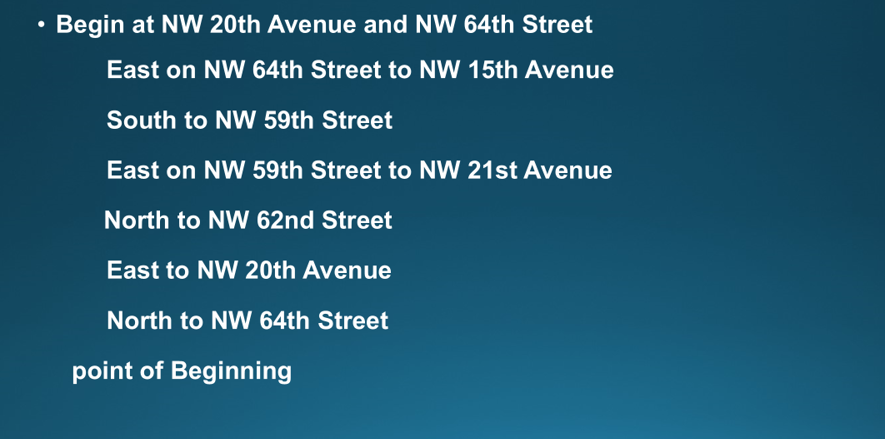 • Begin at NW 20th Avenue and NW 64th Street
East on NW 64th Street to NW 15th Avenue
South to NW 59th Street
East on NW 59th Street to NW 21st Avenue
North to NW 62nd Street
East to NW 20th Avenue
North to NW 64th Street
point of Beginning